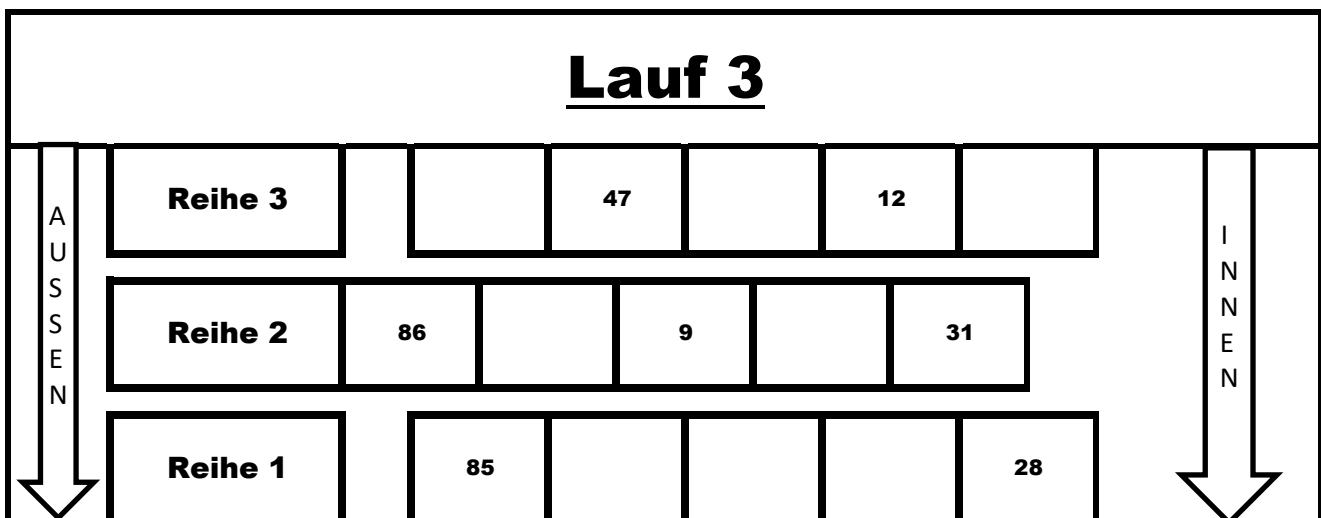 Lauf 3
AUSSEN
Reihe 3 47 12
Reihe 2 86 9 31
Reihe 1 85 28
INNEN